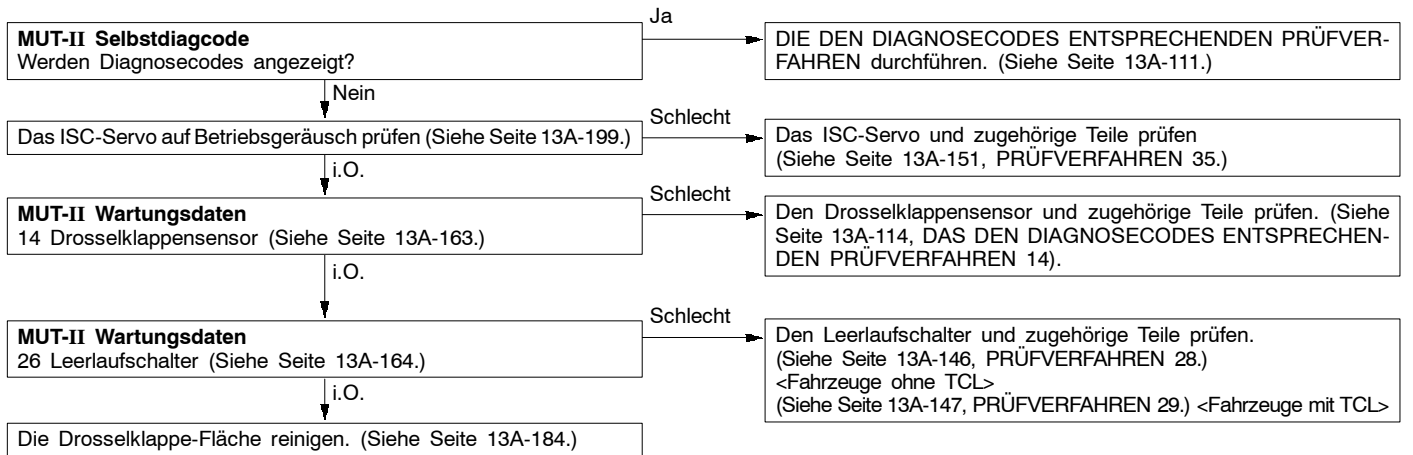 MUT-II Selbstdiagcode
Werden Diagnosecodes angezeigt?
Ja
DIE DEN DIAGNOSECODES ENTSPRECHENDEN PRÜFVER-
FAHREN durchführen. (Siehe Seite 13A-111.)
Nein
Das ISC-Servo auf Betriebsgeräusch prüfen (Siehe Seite 13A-199.)
Schlecht
Das ISC-Servo und zugehörige Teile prüfen
(Siehe Seite 13A-151, PRÜFVERFAHREN 35.)
i.O.
MUT-II Wartungsdaten
14 Drosselklappensensor (Siehe Seite 13A-163.)
Schlecht
Den Drosselklappensensor und zugehörige Teile prüfen. (Siehe
Seite 13A-114, DAS DEN DIAGNOSECODES ENTSPRECHEN-
DEN PRÜFVERFAHREN 14).
i.O.
MUT-II Wartungsdaten
26 Leerlaufschalter (Siehe Seite 13A-164.)
Schlecht
Den Leerlaufschalter und zugehörige Teile prüfen.
(Siehe Seite 13A-146, PRÜFVERFAHREN 28.)
<Fahrzeuge ohne TCL>
(Siehe Seite 13A-147, PRÜFVERFAHREN 29.) <Fahrzeuge mit TCL>
i.O.
Die Drosselklappe-Fläche reinigen. (Siehe Seite 13A-184.)